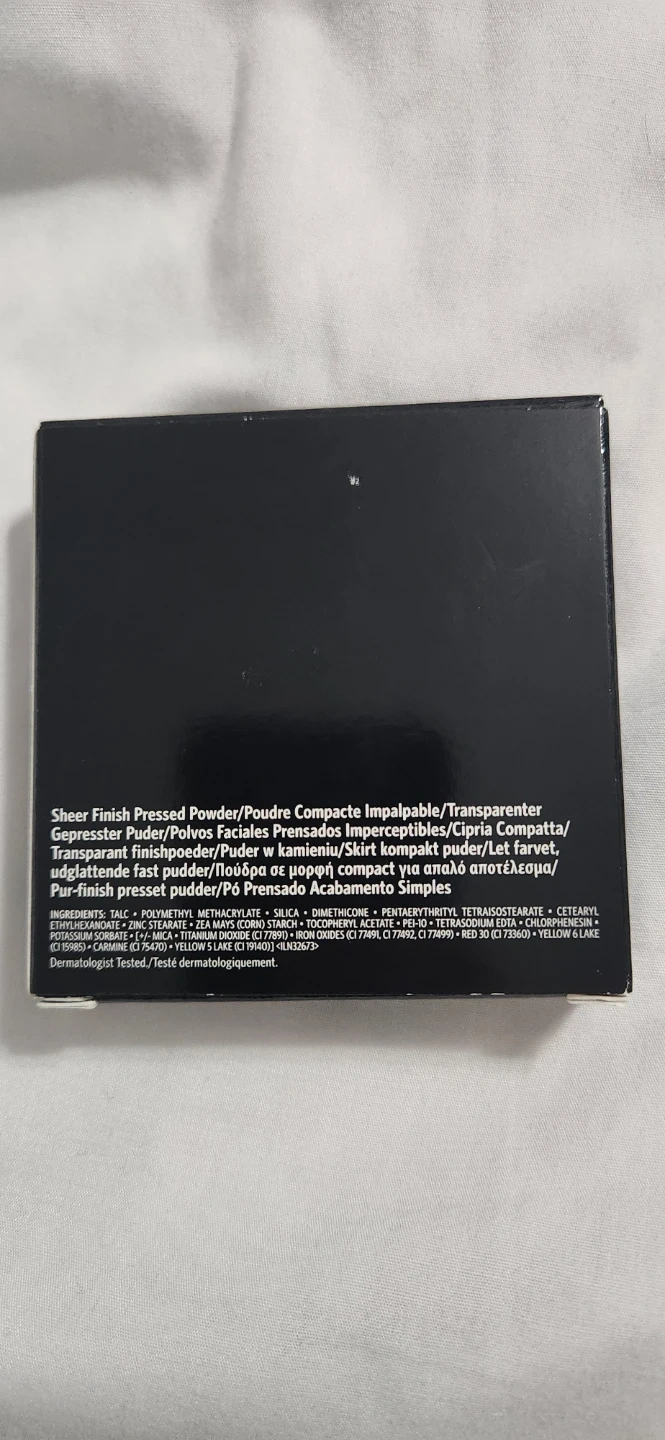 Sheer Finish Pressed Powder/Poudre Compacte Impalpable/Transparenter
Gepresster Puder/Polvos Faciales Prensados Imperceptibles/Cipria Compatta/
Transparant finishpoeder/Puder w kamieniu/Skirt kompakt puder/Let farvet,
udglattende fast pudder/Πούδρα σε μορφή compact για απαλό αποτέλεσμα/
Pur-finish presset pudder/Pó Prensado Acabamento Simples
INGREDIENTS: TALC • POLYMETHYL METHACRYLATE • SILICA • DIMETHICONE • PENTAERYTHRITYL TETRAISOSTEARATE • CETEARYL
ETHYLHEXANOATE • ZINC STEARATE • ZEA MAYS (CORN) STARCH • TOCOPHERYL ACETATE • PEI-10 • TETRASODIUM EDTA • CHLORPHENESIN •
POTASSIUM SORBATE • [+/- MICA • TITANIUM DIOXIDE (CI 77891) • IRON OXIDES (CI 77491, CI 77492, CI 77499) • RED 30 (CI 73360) • YELLOW 6 LAKE
(CI 15985) • CARMINE (CI 75470) • YELLOW 5 LAKE (CI 19140)] <ILN32673>
Dermatologist Tested./Testé dermatologiquement.